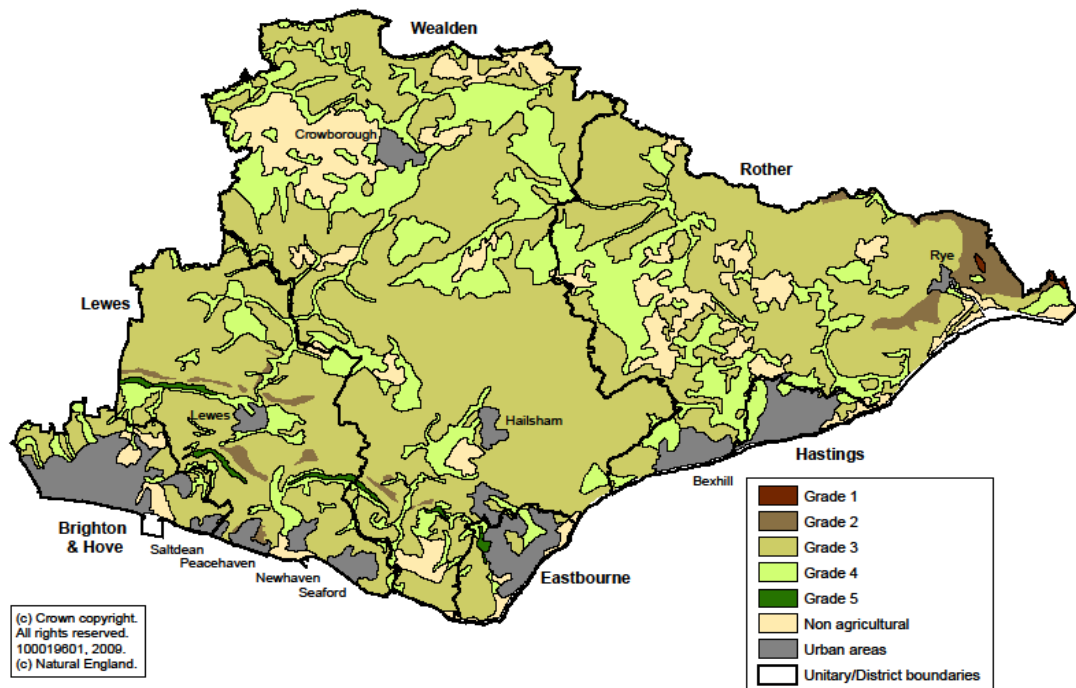 Wealden
Crowborough
Rother
Rye
Lewes
Lewes
Hailsham
Hastings
Bexhill
Brighton
& Hove
Saltdean
Peacehaven
Newhaven
Seaford
Eastbourne
Grade 1
Grade 2
Grade 3
Grade 4
Grade 5
Non agricultural
Urban areas
Unitary/District boundaries
(c) Crown copyright.
All rights reserved.
100019601, 2009.
(c) Natural England.